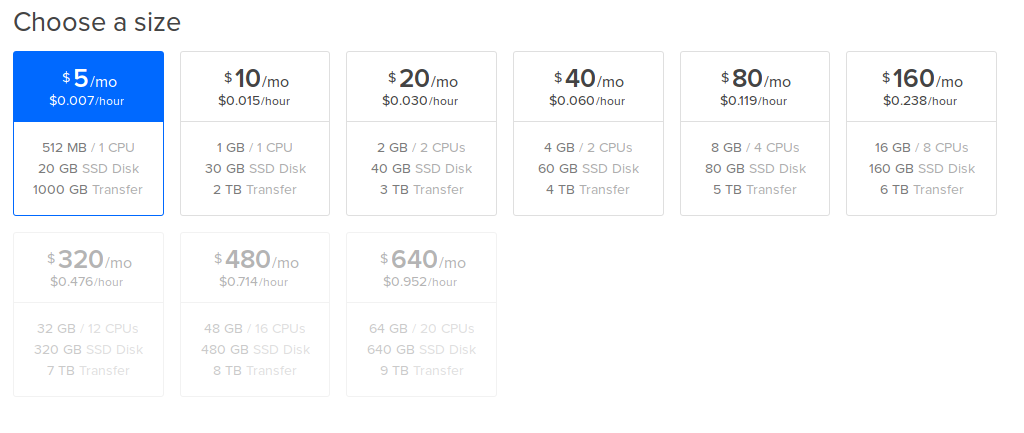 Choose a size
$5/mo
$0.007/hour
512 MB / 1 CPU
20 GB SSD Disk
1000 GB Transfer
$10/mo
$0.015/hour
1 GB / 1 CPU
30 GB SSD Disk
2 TB Transfer
$20/mo
$0.030/hour
2 GB / 2 CPUs
40 GB SSD Disk
3 TB Transfer
$40/mo
$0.060/hour
4 GB / 2 CPUs
60 GB SSD Disk
4 TB Transfer
$80/mo
$0.119/hour
8 GB / 4 CPUs
80 GB SSD Disk
5 TB Transfer
$160/mo
$0.238/hour
16 GB / 8 CPUs
160 GB SSD Disk
6 TB Transfer
$320/mo
$0.476/hour
32 GB / 12 CPUs
320 GB SSD Disk
7 TB Transfer
$480/mo
$0.714/hour
48 GB / 16 CPUs
480 GB SSD Disk
8 TB Transfer
$640/mo
$0.952/hour
64 GB / 20 CPUs
640 GB SSD Disk
9 TB Transfer